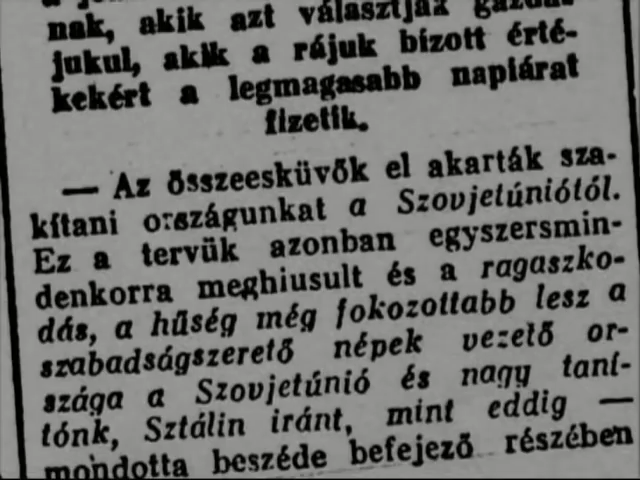 nak, akik azt választják gazdá-
jukul, akik a rájuk bízott érté-
kekért a legmagasabb napiárat
fizetik.
— Az összeesküvők el akarták sza-
kítani országunkat a Szovjetúniótól.
Ez a tervük azonban egyszersmin-
denkorra meghiusult és a ragaszko-
dás, a hűség még fokozottabb lesz a
szabadságszerető népek vezető or-
szága a Szovjetúnió és nagy taní-
tónk, Sztálin iránt, mint eddig —
mondotta beszéde befejező részében